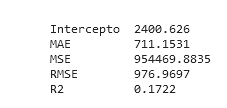 Intercepto 2400.626
MAE 711.1531
MSE 954469.8835
RMSE 976.9697
R2 0.1722